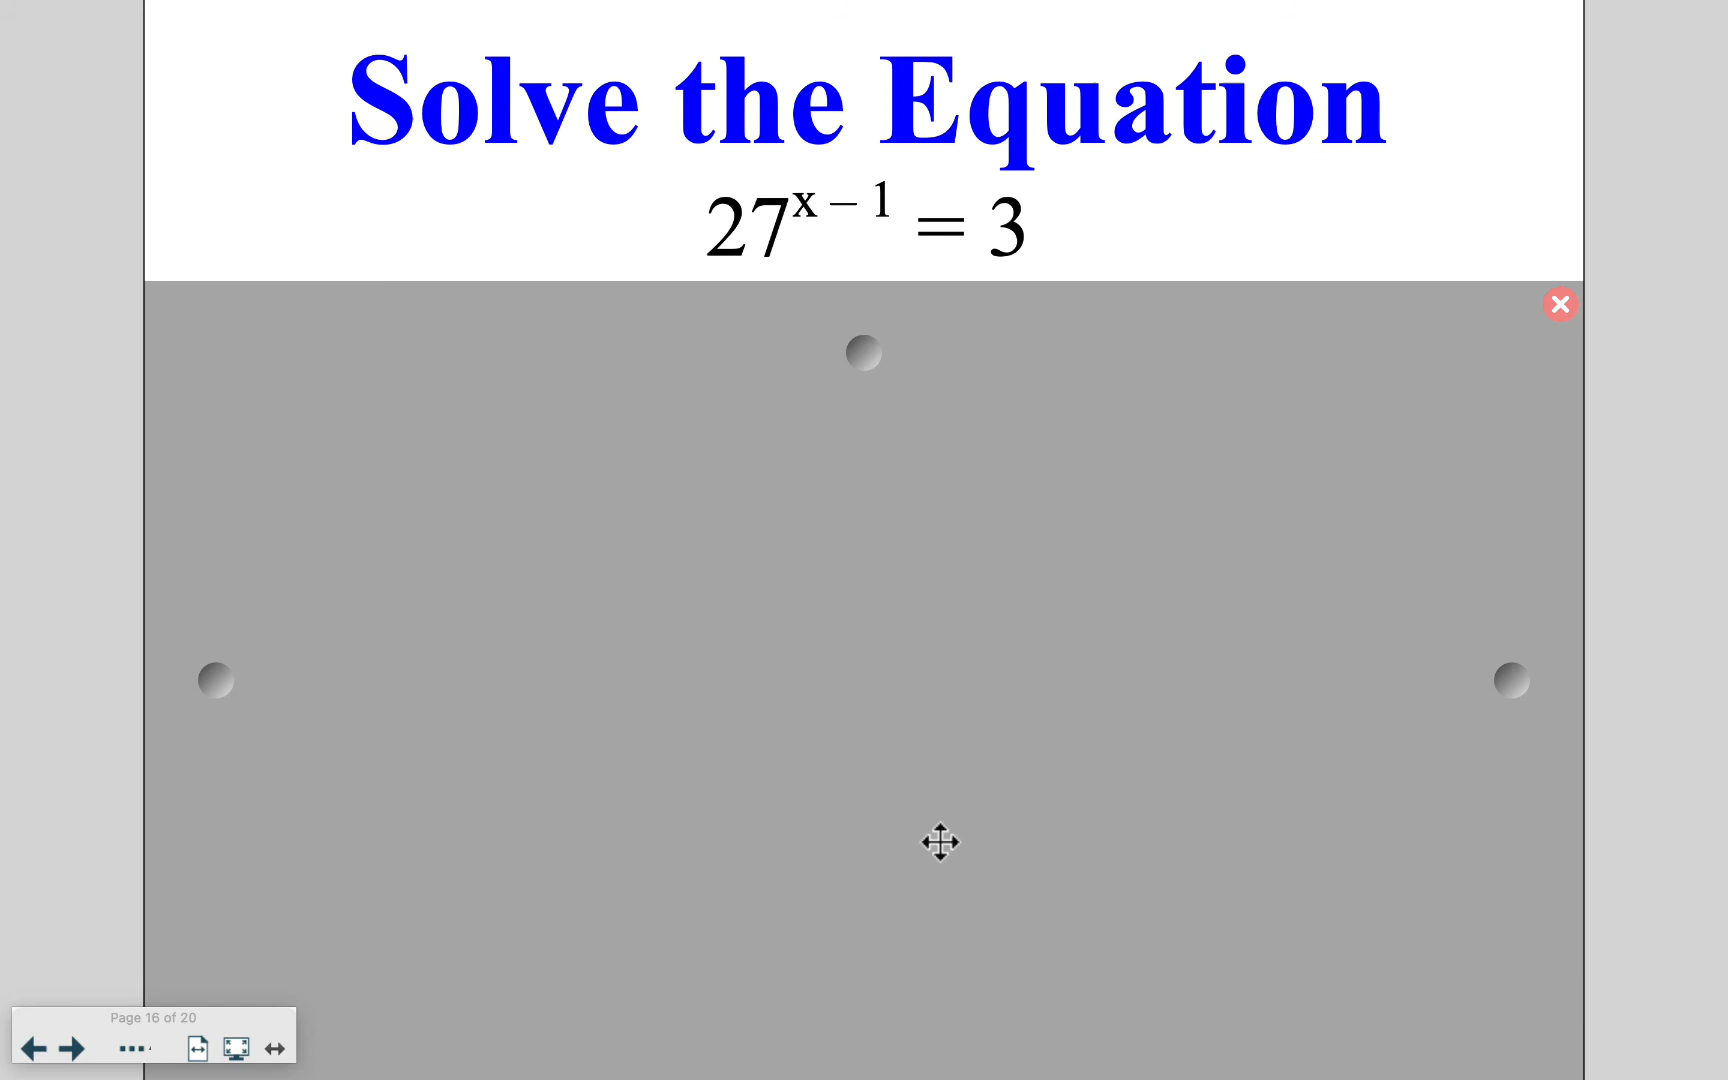 Solve the Equation
27^{x – 1} = 3
Page 16 of 20